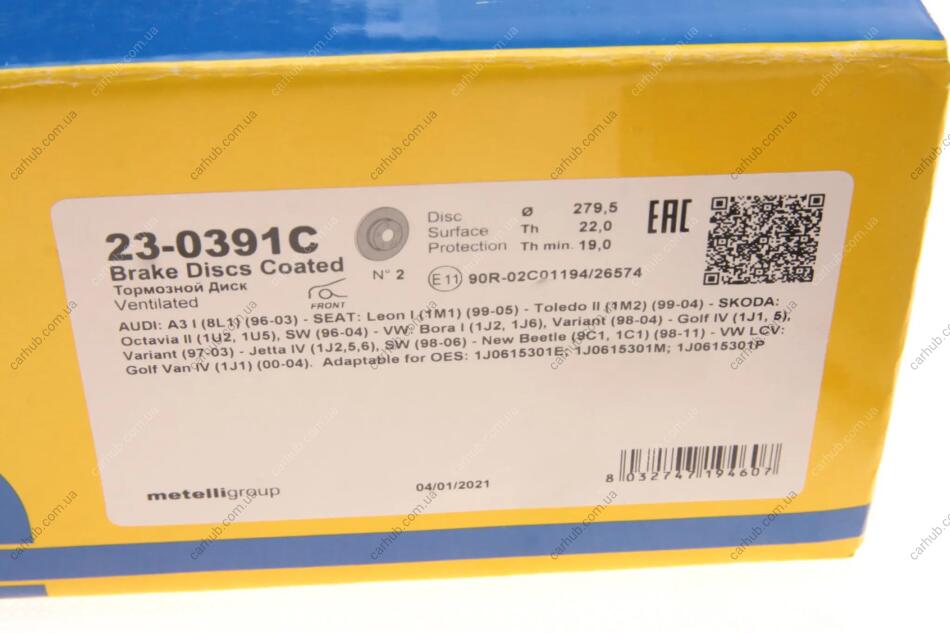 23-0391C
Brake Discs Coated
Тормозной Диск
Ventilated
FRONT
N° 2
Disc
Surface
Protection
Ø 279,5
Th 22,0
Th min. 19,0
E 11 90R-02C01194/26574
EAC
AUDI: A3 I (8L1) (96-03) - SEAT: Leon I (1M1) (99-05) - Toledo II (1M2) (99-04) - SKODA:
Octavia II (1U2, 1U5), SW (96-04) - VW: Bora I (1J2, 1J6), Variant (98-04) - Golf IV (1J1, 5),
Variant (97-03) - Jetta IV (1J2,5,6), SW (98-06) - New Beetle (9C1, 1C1) (98-11) - VW LCV:
Golf Van IV (1J1) (00-04). Adaptable for OES: 1J0615301E; 1J0615301M; 1J0615301P
metelligroup
04/01/2021
8 032747 194607
carhub.com.ua